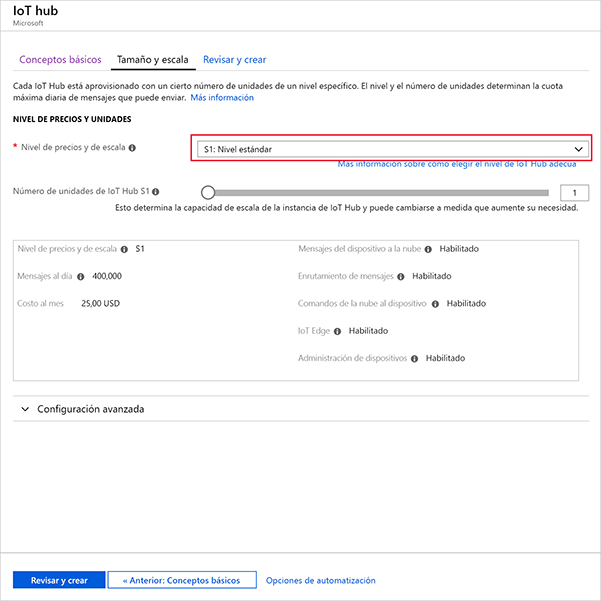 IoT hub
Microsoft
Conceptos básicos Tamaño y escala Revisar y crear
Cada IoT Hub está aprovisionado con un cierto número de unidades de un nivel específico. El nivel y el número de unidades determinan la cuota
máxima diaria de mensajes que puede enviar. Más información
NIVEL DE PRECIOS Y UNIDADES
* Nivel de precios y de escala
S1: Nivel estándar
Más información sobre cómo elegir el nivel de IoT Hub adecua
Número de unidades de IoT Hub S1 1
Esto determina la capacidad de escala de la instancia de IoT Hub y puede cambiarse a medida que aumente su necesidad.
Nivel de precios y de escala S1
Mensajes al día 400,000
Costo al mes 25,00 USD
Mensajes del dispositivo a la nube Habilitado
Enrutamiento de mensajes Habilitado
Comandos de la nube al dispositivo Habilitado
IoT Edge Habilitado
Administración de dispositivos Habilitado
Configuración avanzada
Revisar y crear « Anterior: Conceptos básicos Opciones de automatización